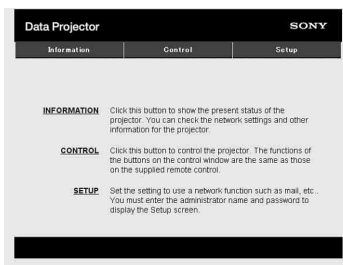 Data Projector SONY
Information Control Setup
INFORMATION Click this button to show the present status of the
projector. You can check the network settings and other
information for the projector.
CONTROL Click this button to control the projector. The functions of
the buttons on the control window are the same as those
on the supplied remote control.
SETUP Set the setting to use a network function such as mail, etc..
You must enter the administrator name and password to
display the Setup screen.